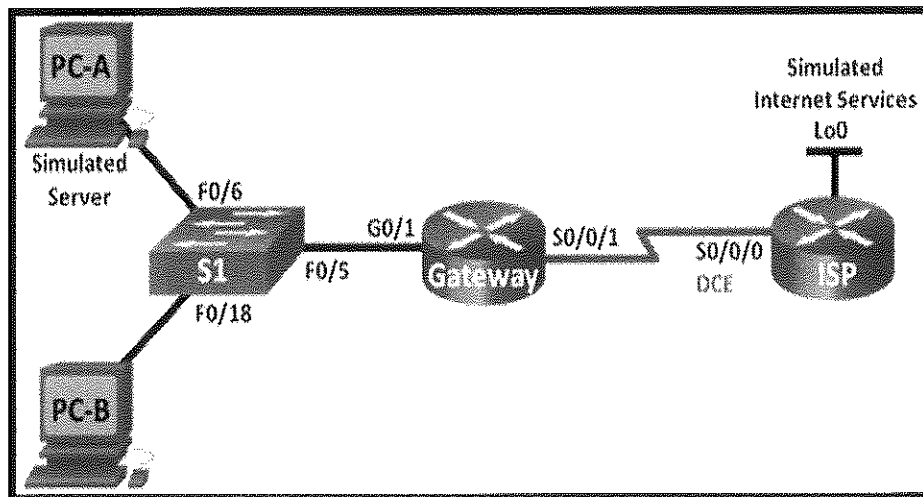 PC-A
Simulated
Server
F0/6
S1
F0/5
F0/18
PC-B
G0/1
Gateway
S0/0/1
S0/0/0
DCE
ISP
Simulated
Internet Services
Lo0